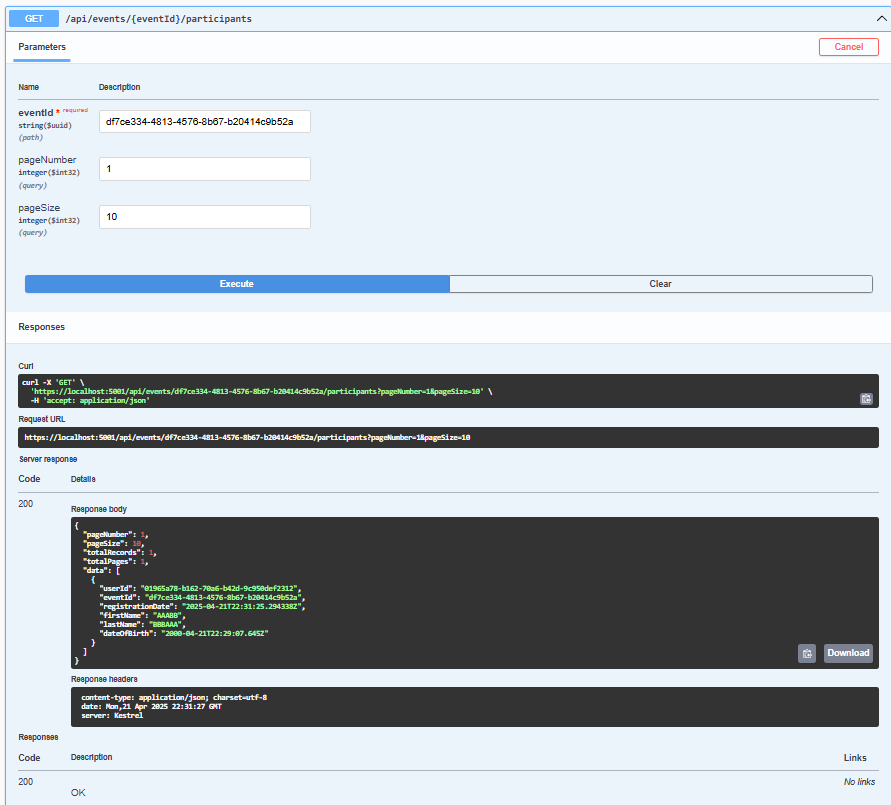 GET /api/events/{eventId}/participants
Parameters
Cancel
Name Description
eventId * required
string($uuid)
(path)
df7ce334-4813-4576-8b67-b20414c9b52a
pageNumber
integer($int32)
(query)
1
pageSize
integer($int32)
(query)
10
Execute Clear
Responses
Curl
curl -X 'GET' \
'https://localhost:5001/api/events/df7ce334-4813-4576-8b67-b20414c9b52a/participants?pageNumber=1&pageSize=10' \
-H 'accept: application/json'
Request URL
https://localhost:5001/api/events/df7ce334-4813-4576-8b67-b20414c9b52a/participants?pageNumber=1&pageSize=10
Server response
Code Details
200
Response body
{
"pageNumber": 1,
"pageSize": 10,
"totalRecords": 1,
"totalPages": 1,
"data": [
{
"userId": "01965a78-b162-70a6-b42d-9c950def2312",
"eventId": "df7ce334-4813-4576-8b67-b20414c9b52a",
"registrationDate": "2025-04-21T22:31:25.294338Z",
"firstName": "AAABB",
"lastName": "BBBAAA",
"dateOfBirth": "2000-04-21T22:29:07.645Z"
}
]
}
Download
Response headers
content-type: application/json; charset=utf-8
date: Mon,21 Apr 2025 22:31:27 GMT
server: Kestrel
Responses
Code Description Links
200
OK
No links